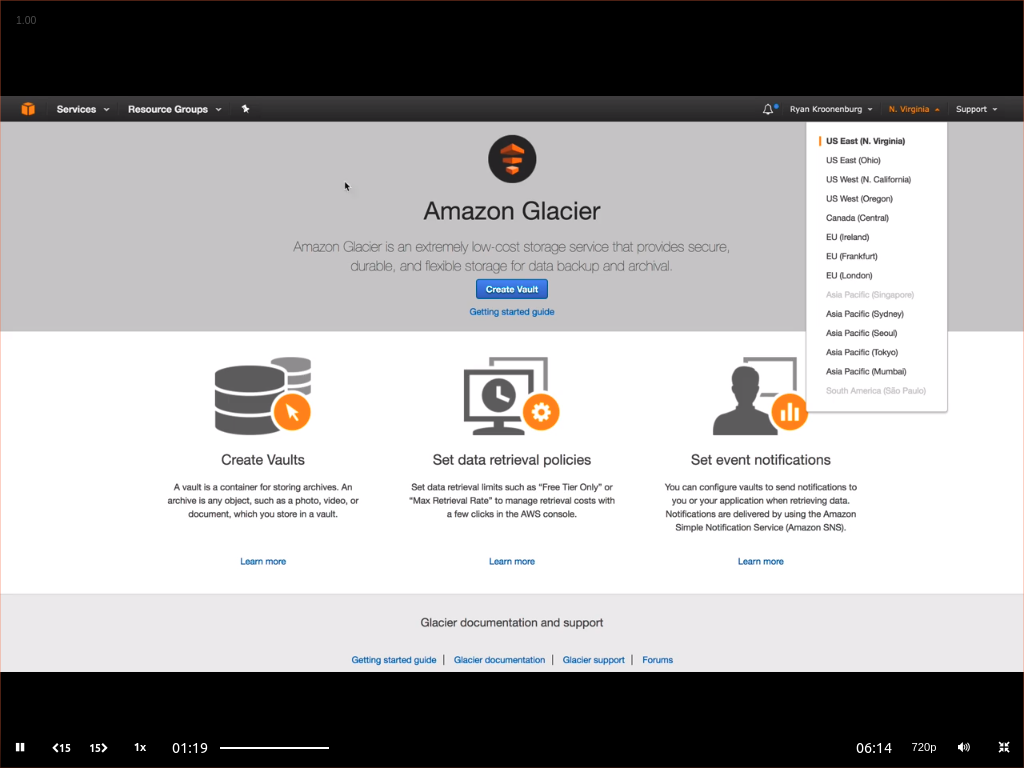 1.00
Services
Resource Groups
Ryan Kroonenburg
N. Virginia
Support
US East (N. Virginia)
US East (Ohio)
US West (N. California)
US West (Oregon)
Canada (Central)
EU (Ireland)
EU (Frankfurt)
EU (London)
Asia Pacific (Singapore)
Asia Pacific (Sydney)
Asia Pacific (Seoul)
Asia Pacific (Tokyo)
Asia Pacific (Mumbai)
South America (São Paulo)
Amazon Glacier
Amazon Glacier is an extremely low-cost storage service that provides secure,
durable, and flexible storage for data backup and archival.
Create Vault
Getting started guide
Create Vaults
A vault is a container for storing archives. An
archive is any object, such as a photo, video, or
document, which you store in a vault.
Learn more
Set data retrieval policies
Set data retrieval limits such as “Free Tier Only” or
“Max Retrieval Rate” to manage retrieval costs with
a few clicks in the AWS console.
Learn more
Set event notifications
You can configure vaults to send notifications to
you or your application when retrieving data.
Notifications are delivered by using the Amazon
Simple Notification Service (Amazon SNS).
Learn more
Glacier documentation and support
Getting started guide | Glacier documentation | Glacier support | Forums
15 15 1x 01:19 06:14 720p